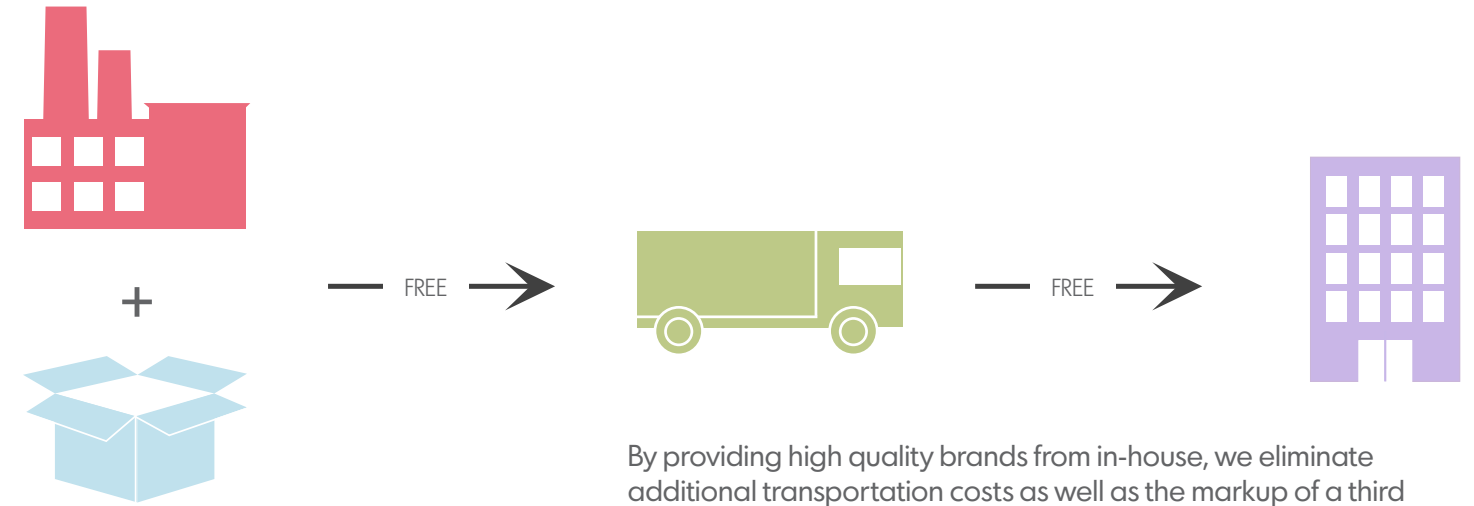 +
FREE
FREE
By providing high quality brands from in-house, we eliminate
additional transportation costs as well as the markup of a third